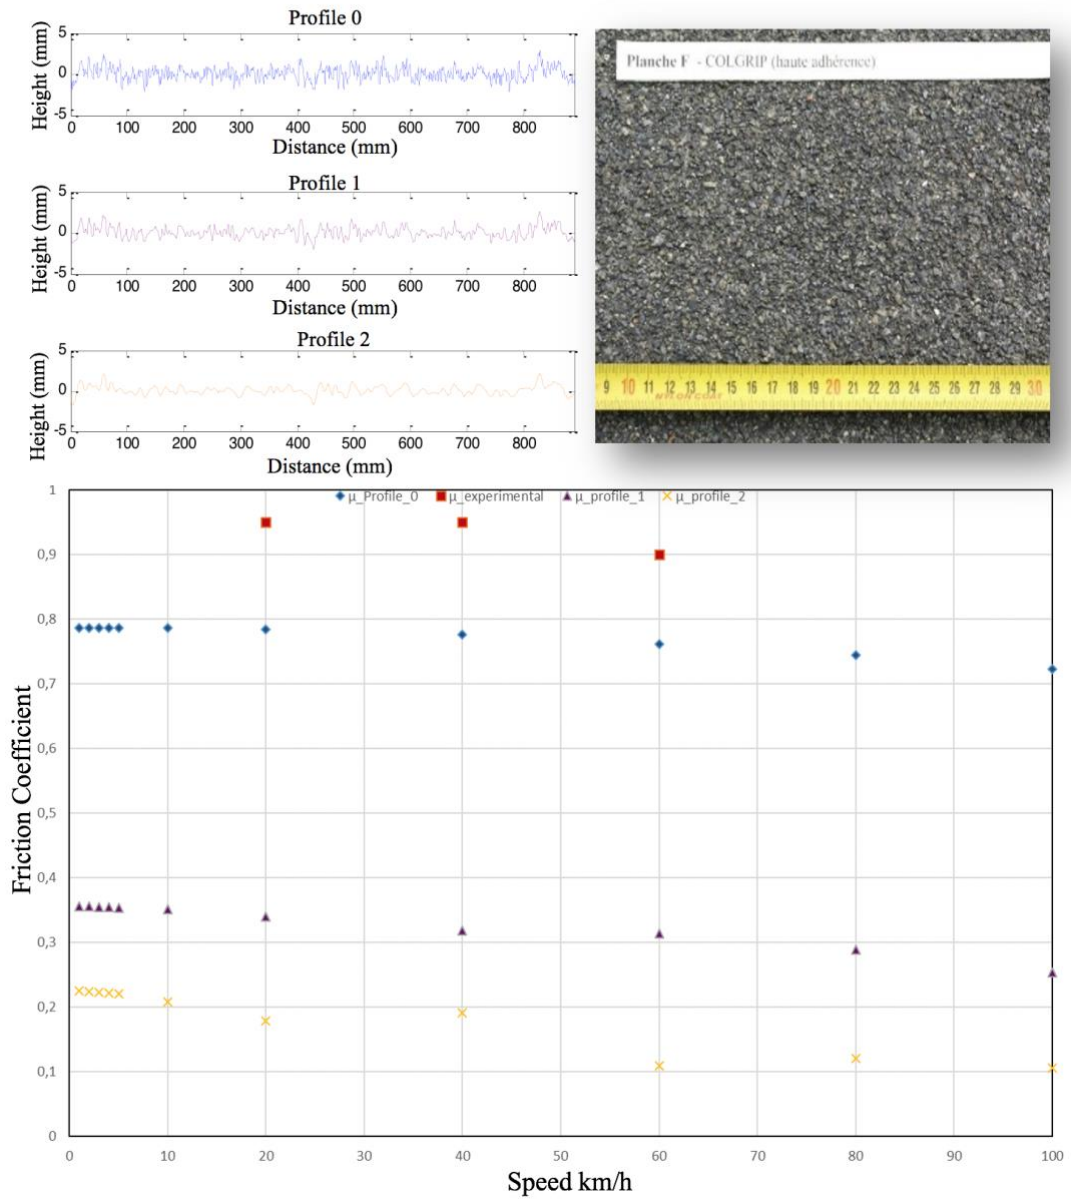 Profile 0
Height (mm)
5
0
-5
0 100 200 300 400 500 600 700 800
Distance (mm)
Profile 1
Height (mm)
5
0
-5
0 100 200 300 400 500 600 700 800
Distance (mm)
Profile 2
Height (mm)
5
0
-5
0 100 200 300 400 500 600 700 800
Distance (mm)
Planche F - COLGRIP (haute adhérence)
9 10 11 12 13 14 15 16 17 18 19 20 21 22 23 24 25 26 27 28 29 30
NYLON COAT
μ_Profile_0 μ_experimental μ_profile_1 μ_profile_2
Friction Coefficient
1
0,9
0,8
0,7
0,6
0,5
0,4
0,3
0,2
0,1
0
0 10 20 30 40 50 60 70 80 90 100
Speed km/h